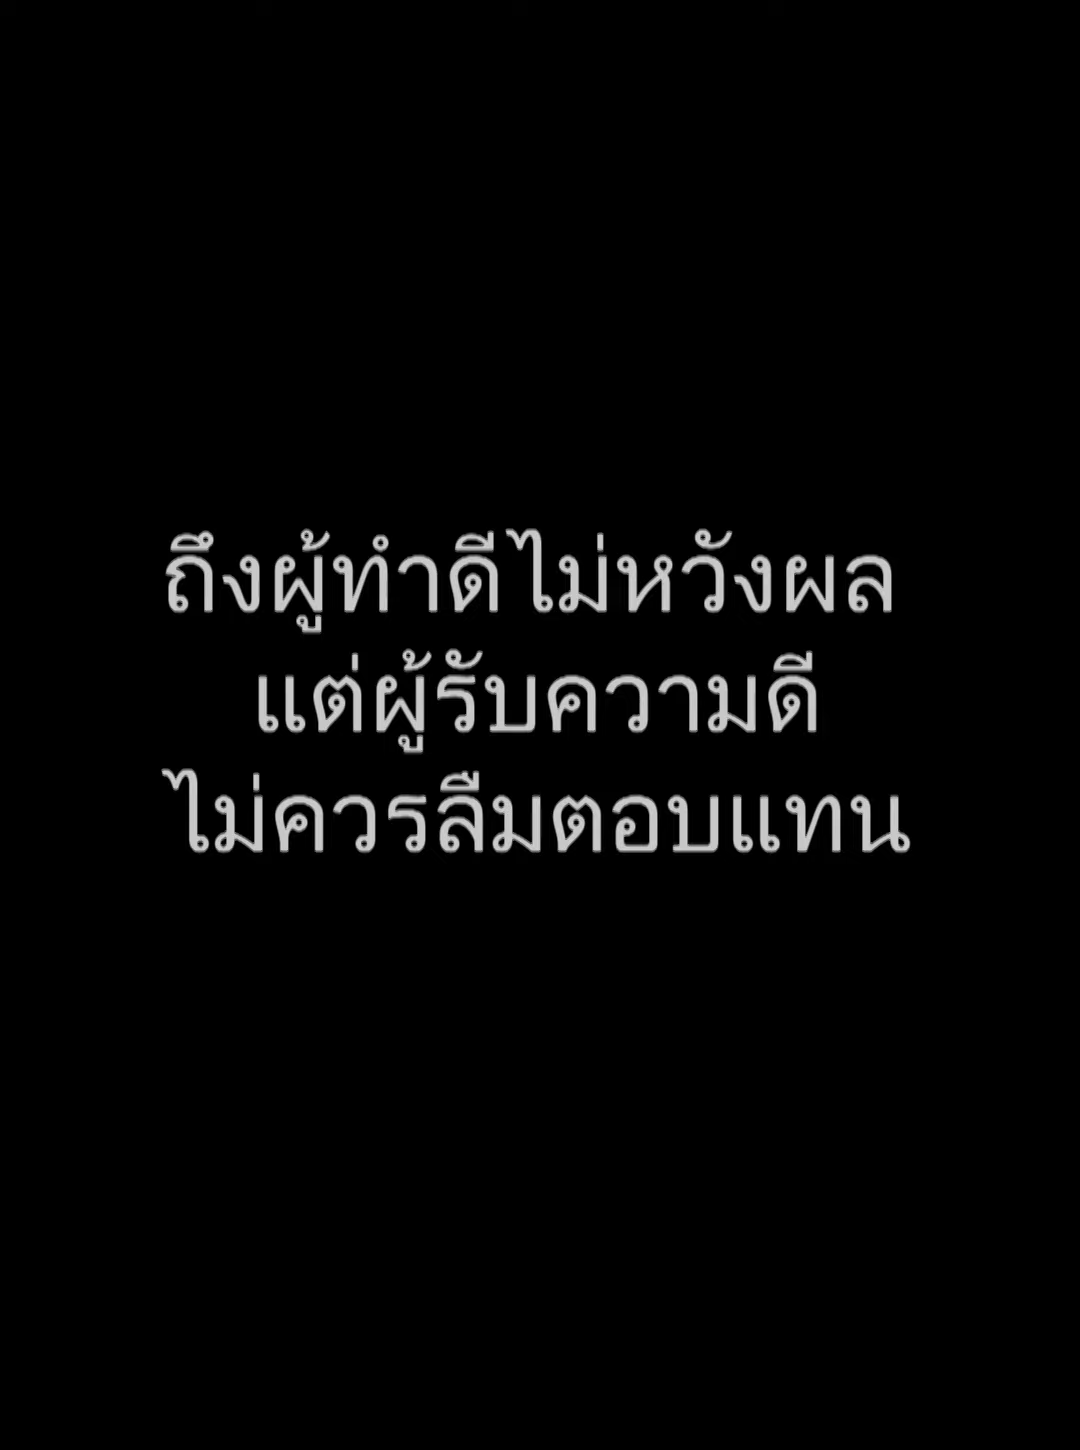 ถึงผู้ทำดีไม่หวังผล
แต่ผู้รับความดี
ไม่ควรลืมตอบแทน